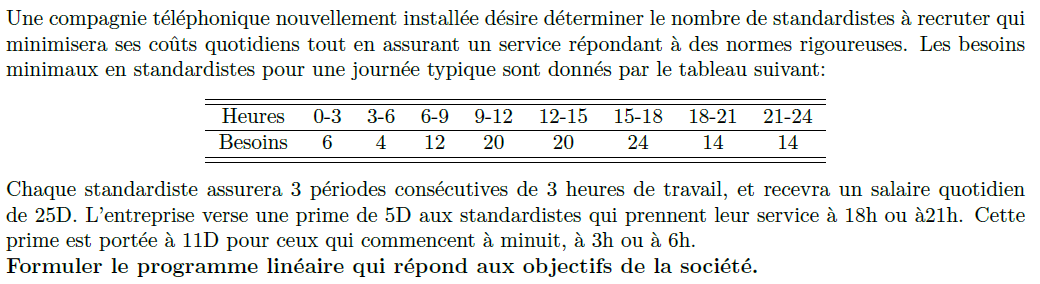 Une compagnie téléphonique nouvellement installée désire déterminer le nombre de standardistes à recruter qui
minimisera ses coûts quotidiens tout en assurant un service répondant à des normes rigoureuses. Les besoins
minimaux en standardistes pour une journée typique sont donnés par le tableau suivant:
Heures 0-3 3-6 6-9 9-12 12-15 15-18 18-21 21-24
Besoins 6 4 12 20 20 24 14 14
Chaque standardiste assurera 3 périodes consécutives de 3 heures de travail, et recevra un salaire quotidien
de 25D. L'entreprise verse une prime de 5D aux standardistes qui prennent leur service à 18h ou à21h. Cette
prime est portée à 11D pour ceux qui commencent à minuit, à 3h ou à 6h.
Formuler le programme linéaire qui répond aux objectifs de la société.